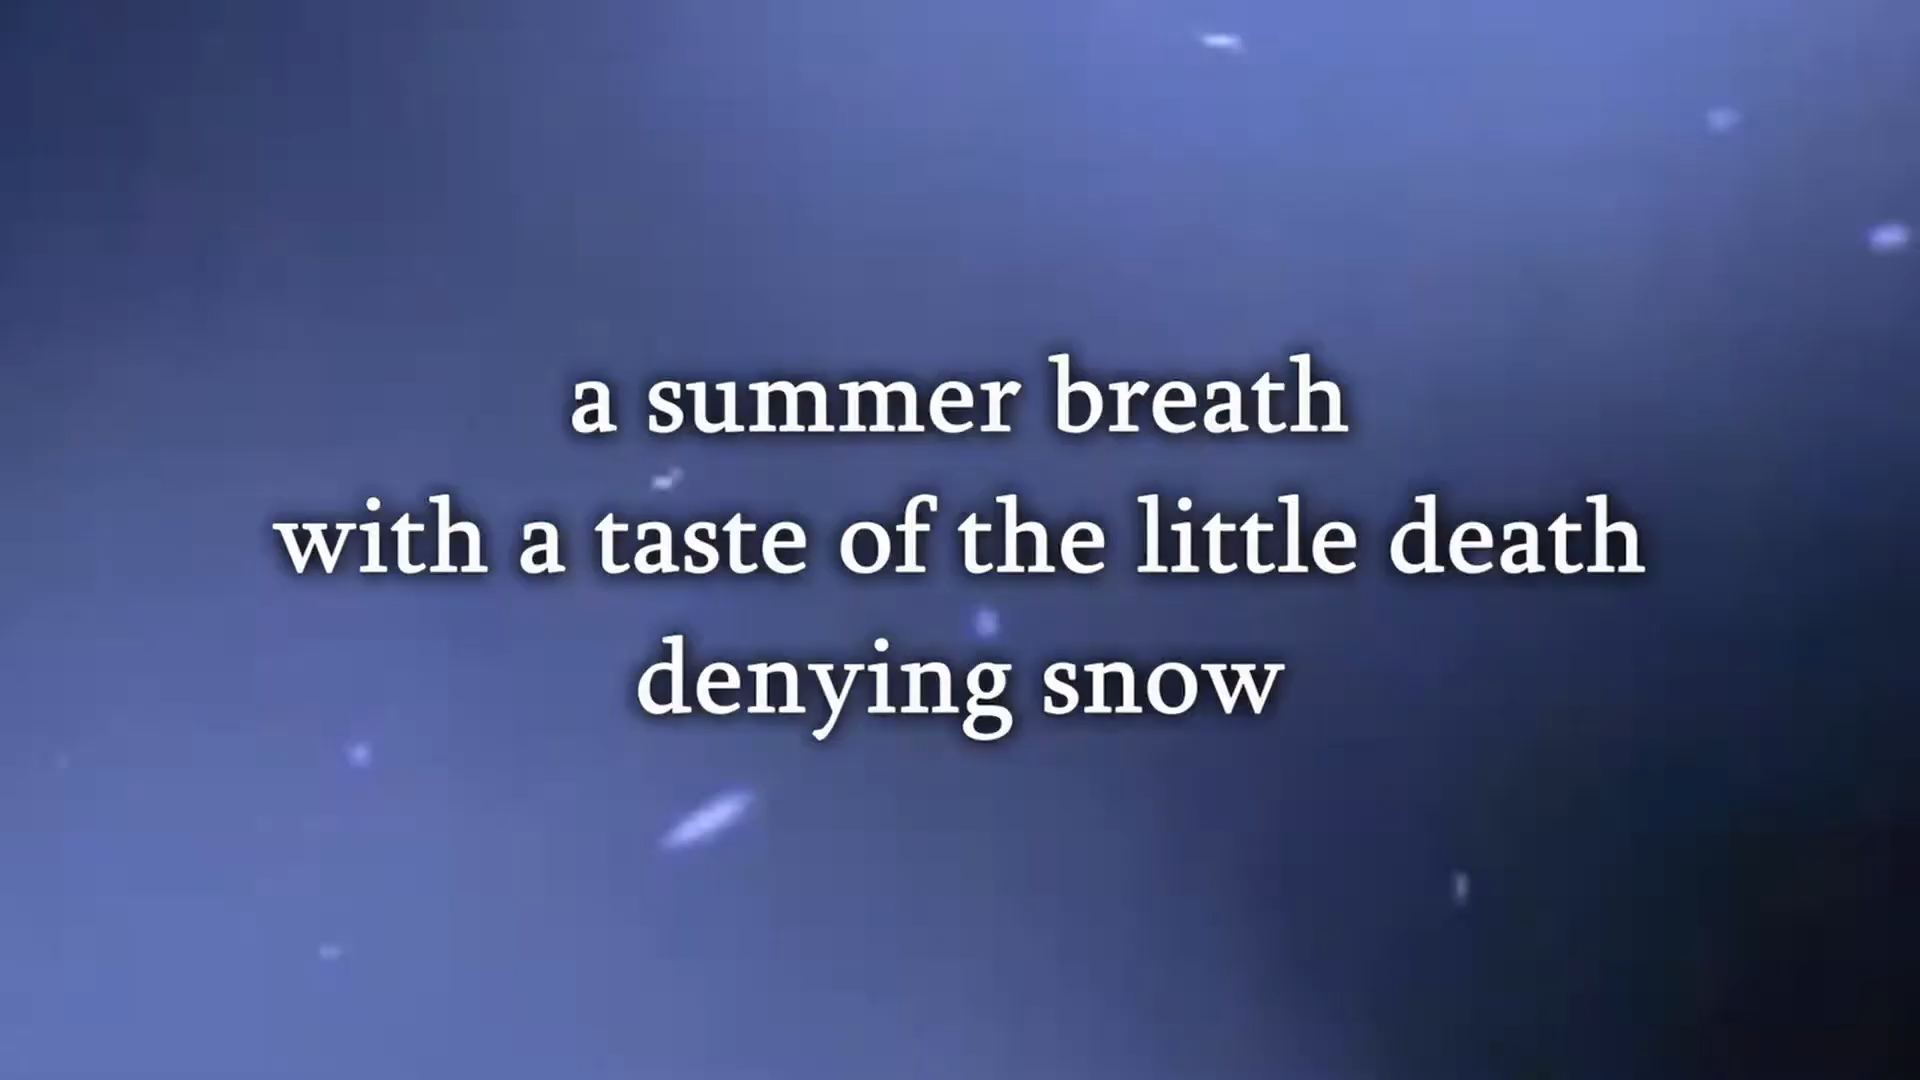 a summer breath
with a taste of the little death
denying snow